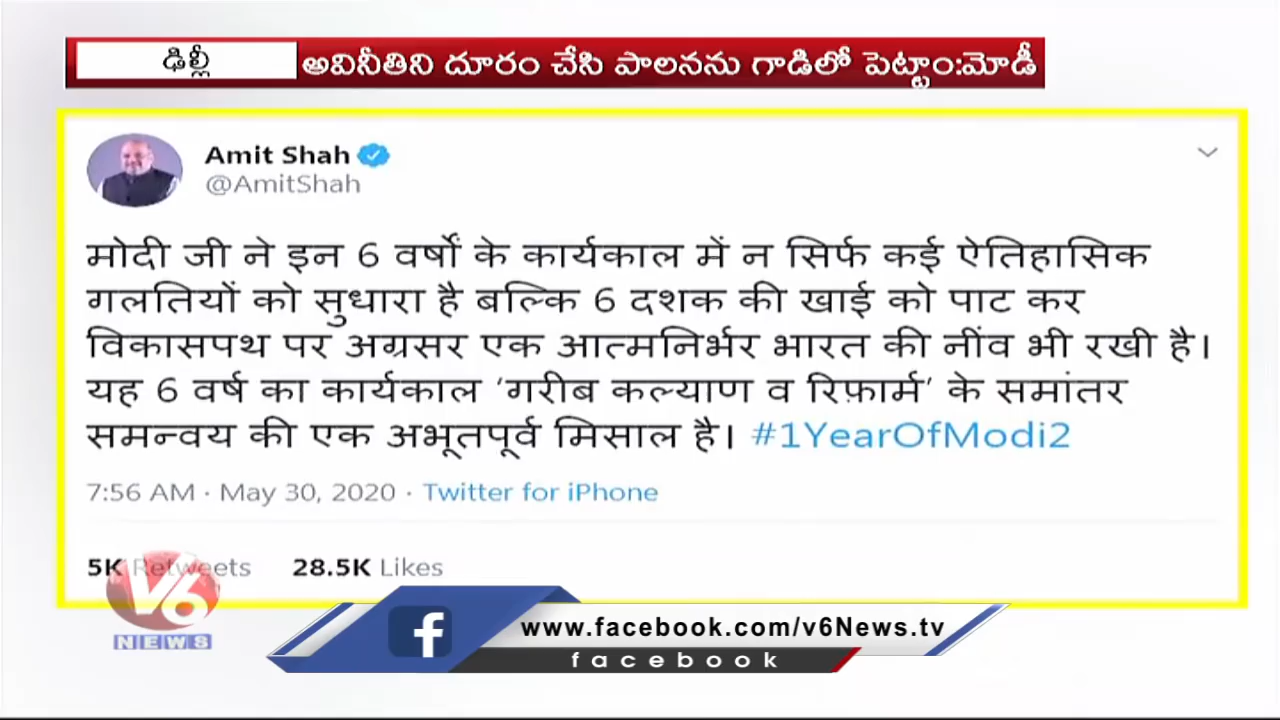 ఢిల్లీ
అవినీతిని దూరం చేసి పాలనను గాడిలో పెట్టాం:మోడీ
Amit Shah
@AmitShah
मोदी जी ने इन 6 वर्षों के कार्यकाल में न सिर्फ कई ऐतिहासिक
गलतियों को सुधारा है बल्कि 6 दशक की खाई को पाट कर
विकासपथ पर अग्रसर एक आत्मनिर्भर भारत की नींव भी रखी है।
यह 6 वर्ष का कार्यकाल ‘गरीब कल्याण व रिफ़ार्म’ के समांतर
समन्वय की एक अभूतपूर्व मिसाल है। #1YearOfModi2
7:56 AM · May 30, 2020 · Twitter for iPhone
5K Retweets 28.5K Likes
V6
NEWS
f
www.facebook.com/v6News.tv
facebook